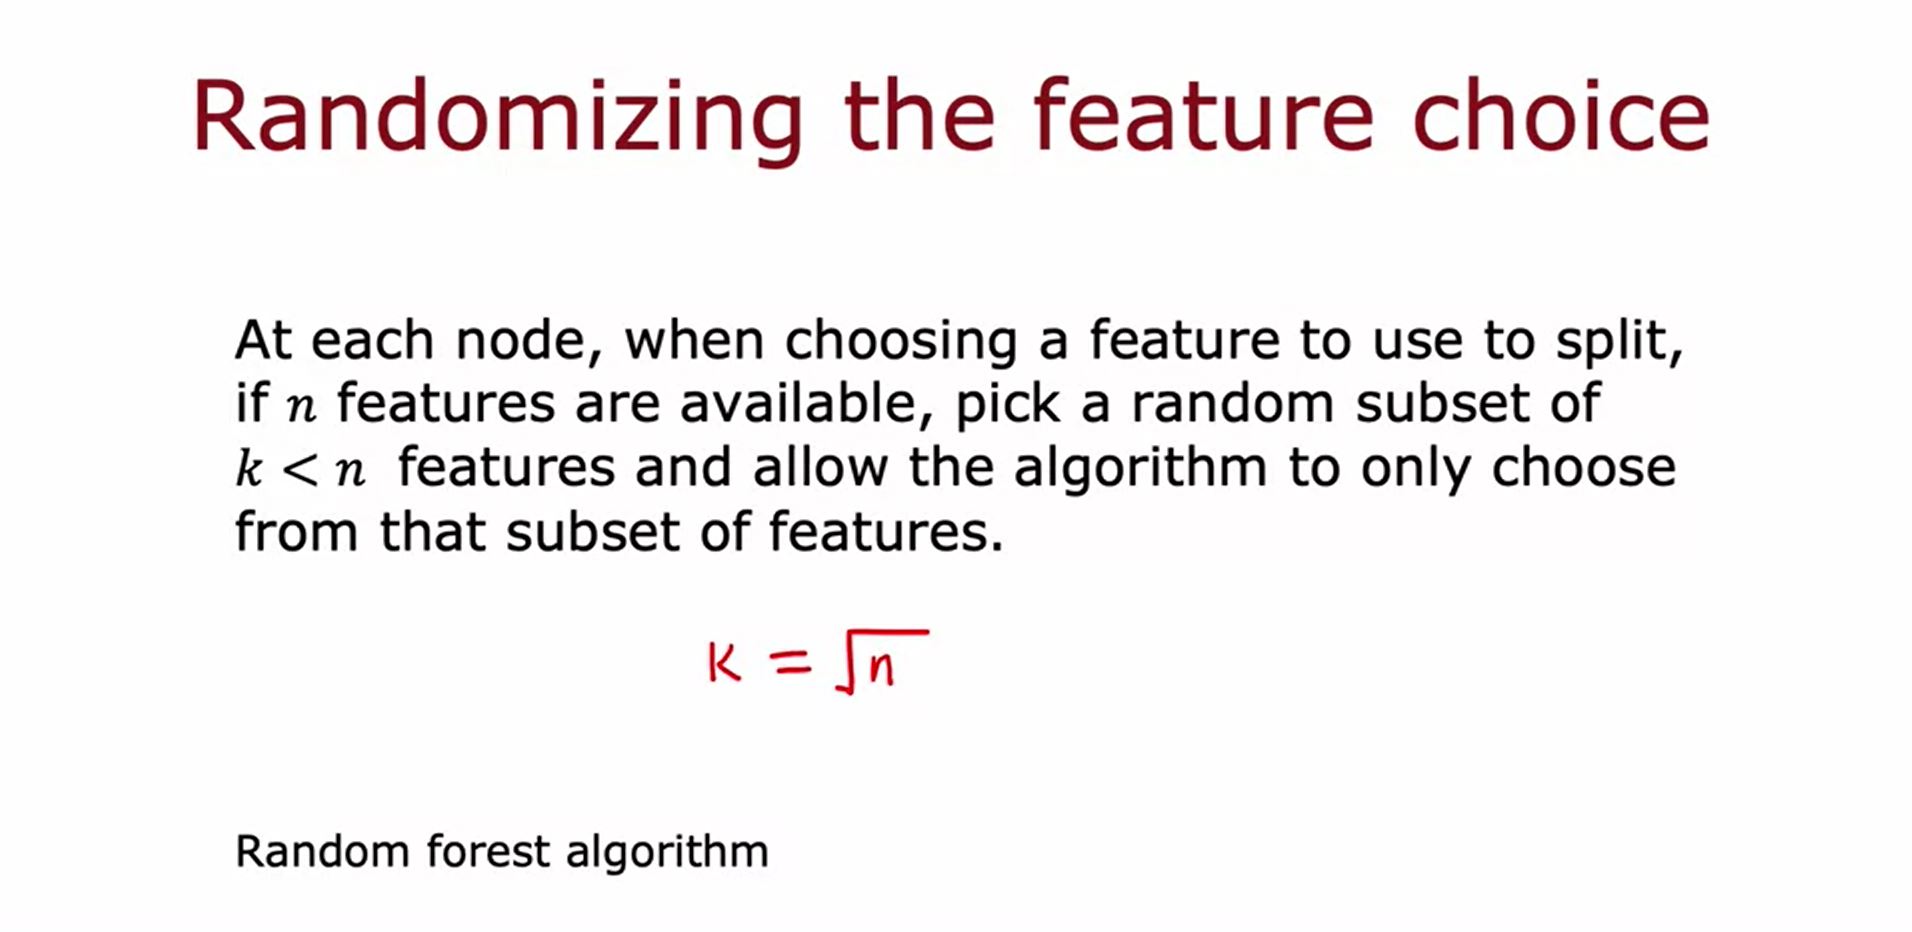 Randomizing the feature choice
At each node, when choosing a feature to use to split,
if n features are available, pick a random subset of
k < n features and allow the algorithm to only choose
from that subset of features.
K = √n
Random forest algorithm